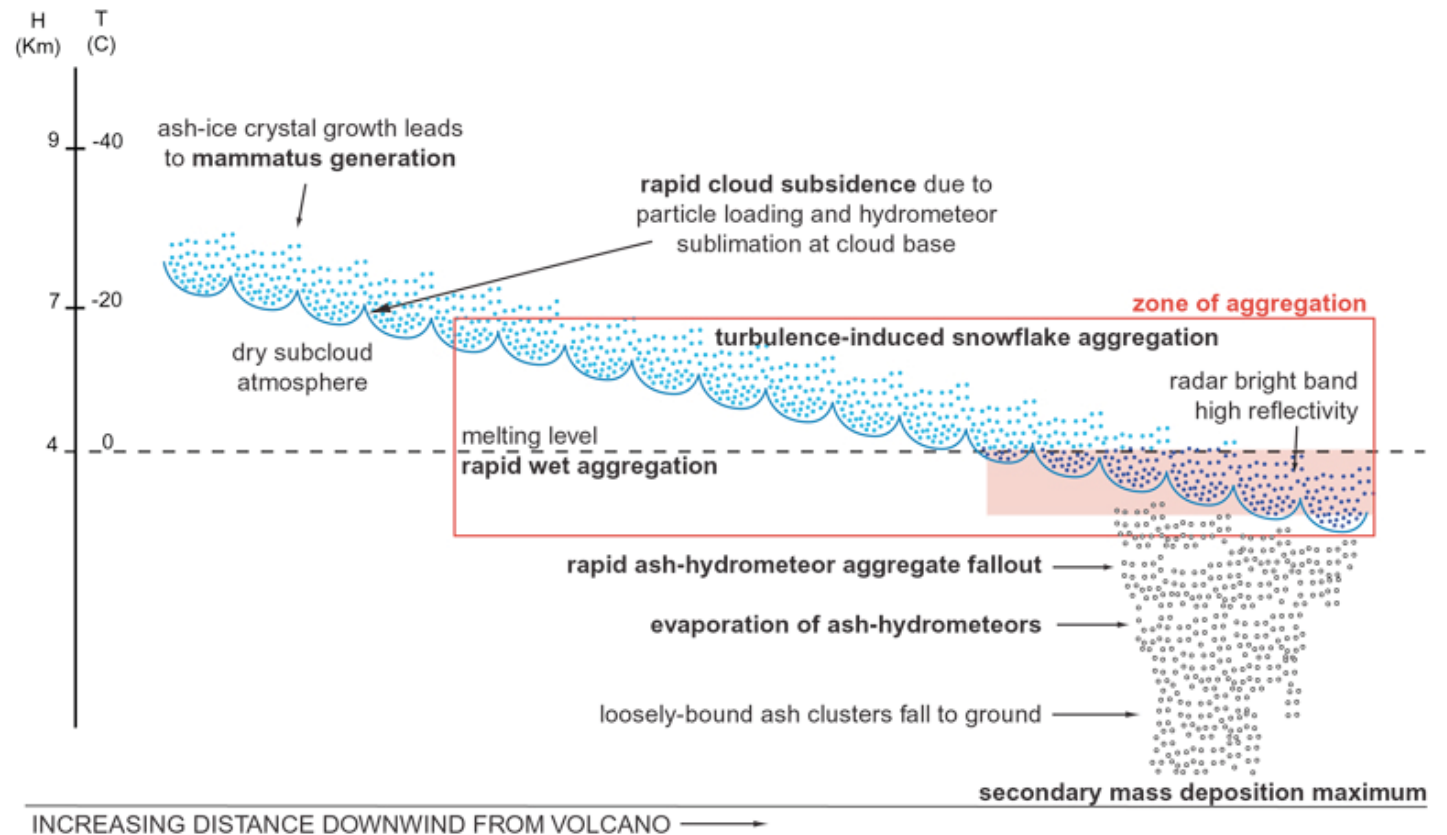 H
(Km)
T
(C)
9
-40
ash-ice crystal growth leads
to mammatus generation
rapid cloud subsidence due to
particle loading and hydrometeor
sublimation at cloud base
7
-20
zone of aggregation
turbulence-induced snowflake aggregation
dry subcloud
atmosphere
radar bright band
high reflectivity
4
0
melting level
rapid wet aggregation
rapid ash-hydrometeor aggregate fallout
evaporation of ash-hydrometeors
loosely-bound ash clusters fall to ground
secondary mass deposition maximum
INCREASING DISTANCE DOWNWIND FROM VOLCANO